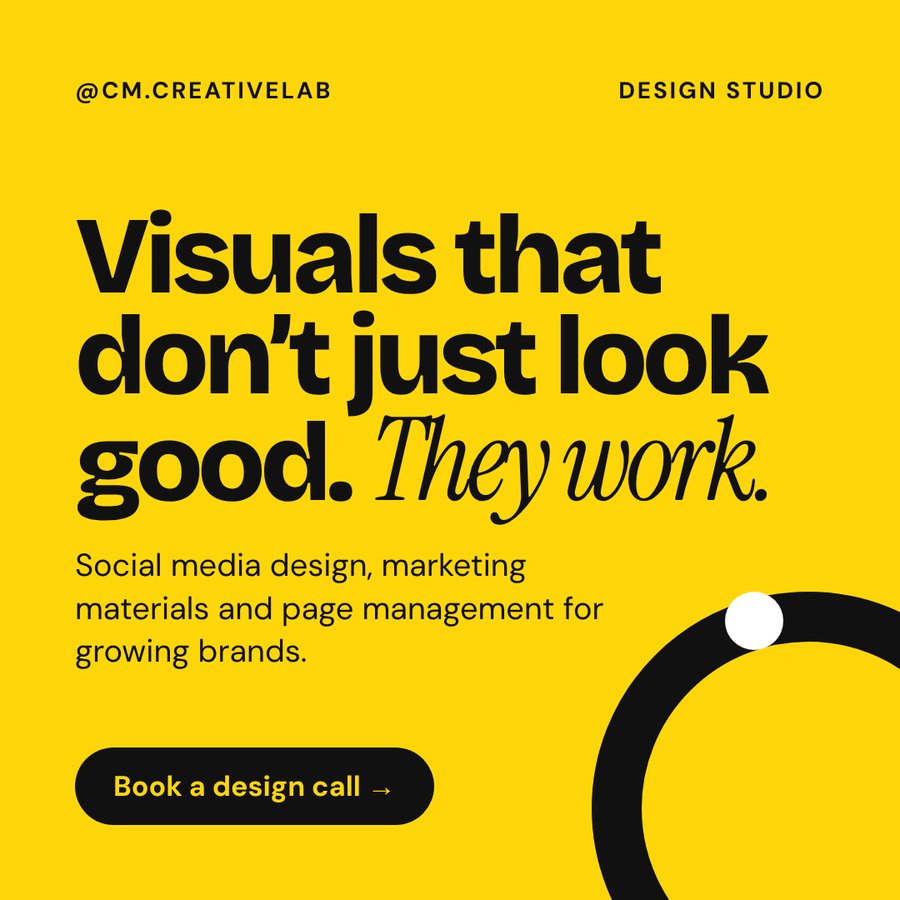 @CM.CREATIVELAB
DESIGN STUDIO
Visuals that
don’t just look
good. They work.
Social media design, marketing
materials and page management for
growing brands.
Book a design call →